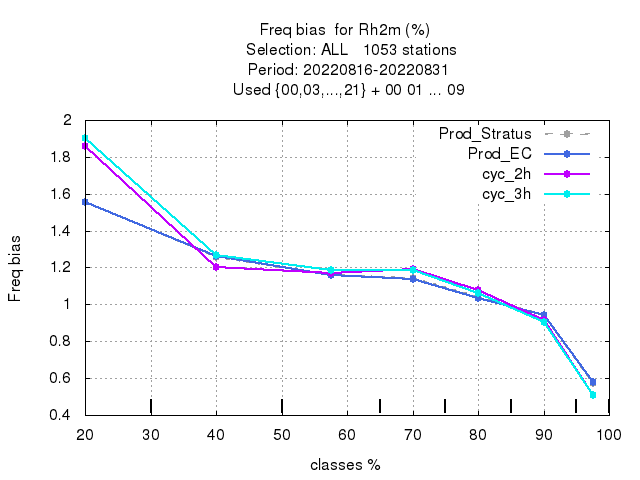 Freq bias  for Rh2m (%)
Selection: ALL   1053 stations
Period: 20220816-20220831
Used {00,03,...,21} + 00 01 ... 09
Prod_Stratus
Prod_EC
cyc_2h
cyc_3h
2
1.8
1.6
1.4
1.2
1
0.8
0.6
0.4
Freq bias
20 30 40 50 60 70 80 90 100
classes %